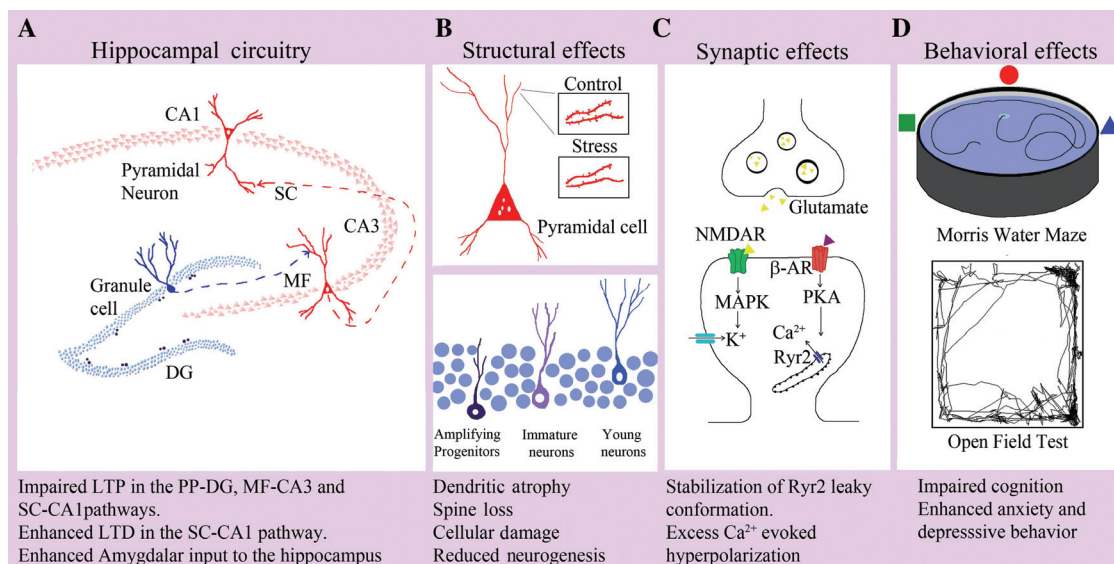 A
Hippocampal circuitry
CA1
Pyramidal
Neuron
SC
CA3
MF
Granule
cell
DG
Impaired LTP in the PP-DG, MF-CA3 and
SC-CA1pathways.
Enhanced LTD in the SC-CA1 pathway.
Enhanced Amygdalar input to the hippocampus
B
Structural effects
Control
Stress
Pyramidal cell
Amplifying Immature Young
Progenitors neurons neurons
Dendritic atrophy
Spine loss
Cellular damage
Reduced neurogenesis
C
Synaptic effects
Glutamate
NMDAR
β-AR
MAPK PKA
K⁺
Ca²⁺
Ryr2
Stabilization of Ryr2 leaky
conformation.
Excess Ca²⁺ evoked
hyperpolarization
D
Behavioral effects
Morris Water Maze
Open Field Test
Impaired cognition
Enhanced anxiety and
depresssive behavior